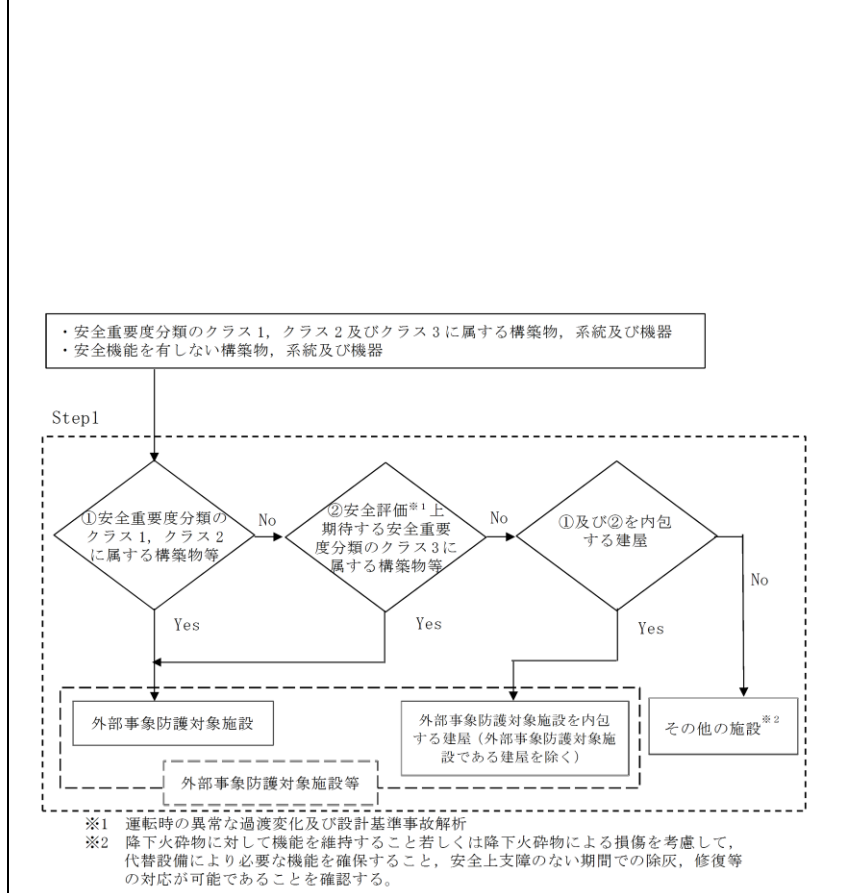 ・安全重要度分類のクラス1，クラス2及びクラス3に属する構築物，系統及び機器
・安全機能を有しない構築物，系統及び機器
Step1
①安全重要度分類の
クラス1，クラス2
に属する構築物等
No
②安全評価※1上
期待する安全重要
度分類のクラス3に
属する構築物等
No
①及び②を内包
する建屋
No
Yes
Yes
Yes
外部事象防護対象施設
外部事象防護対象施設を内包
する建屋（外部事象防護対象施
設である建屋を除く）
その他の施設※2
外部事象防護対象施設等
※1　運転時の異常な過渡変化及び設計基準事故解析
※2　降下火砕物に対して機能を維持すること若しくは降下火砕物による損傷を考慮して，
代替設備により必要な機能を確保すること，安全上支障のない期間での除灰，修復等
の対応が可能であることを確認する。